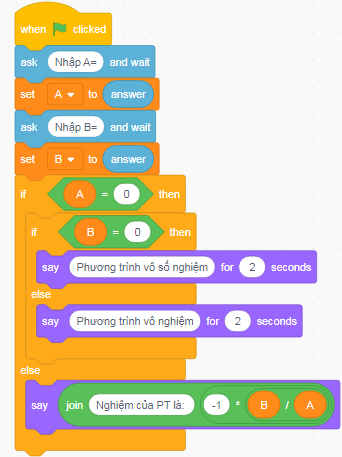 when clicked
ask Nhập A= and wait
set A to answer
ask Nhập B= and wait
set B to answer
if A = 0 then
if B = 0 then
say Phương trình vô số nghiệm for 2 seconds
else
say Phương trình vô nghiệm for 2 seconds
else
say join Nghiệm của PT là: -1 * B / A